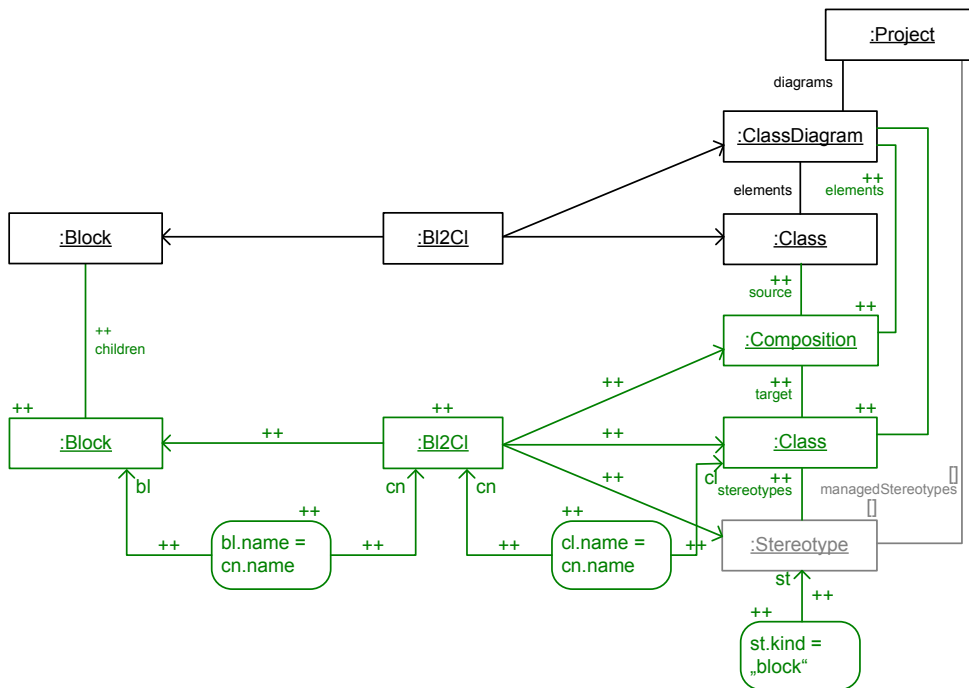 :Project
diagrams
:ClassDiagram
++
elements
elements
:Block
:Bl2Cl
:Class
++
source
++
++
children
:Composition
++
++
target
++
++
++
++
:Block
++
:Bl2Cl
++
:Class
bl
cn
cn
cl
++
stereotypes
managedStereotypes
[]
[]
++
++
++
bl.name =
cn.name
++
++
++
cl.name =
cn.name
++
++
:Stereotype
st
++
++
st.kind =
„block“